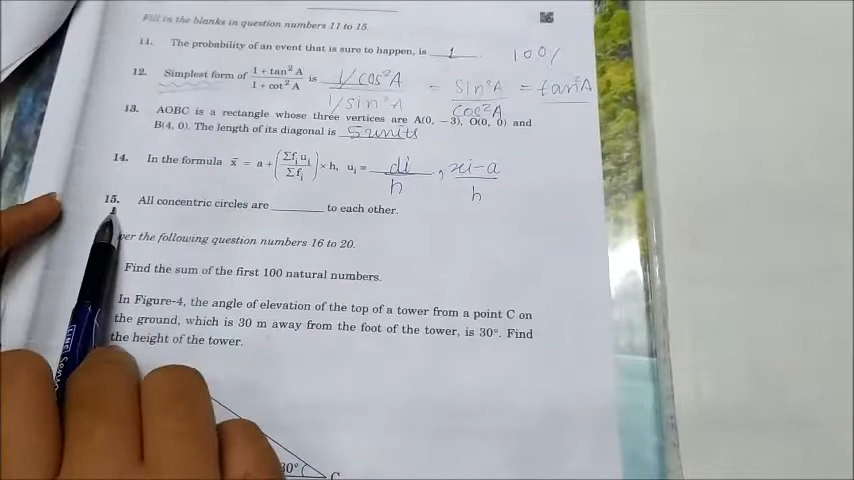 Fill in the blanks in question numbers 11 to 15.
11. The probability of an event that is sure to happen, is 1. 100%
12. Simplest form of (1 + tan² A)/(1 + cot² A) is (1/cos²A)/(1/sin²A) = sin²A/cos²A = tan²A
13. AOBC is a rectangle whose three vertices are A(0, – 3), O(0, 0) and
B(4, 0). The length of its diagonal is 5 units
14. In the formula x̄ = a + (Σfᵢuᵢ/Σfᵢ) × h, uᵢ = di/h, xi-a/h
15. All concentric circles are ________ to each other.
per the following question numbers 16 to 20.
Find the sum of the first 100 natural numbers.
In Figure-4, the angle of elevation of the top of a tower from a point C on
the ground, which is 30 m away from the foot of the tower, is 30°. Find
the height of the tower.
30°
C